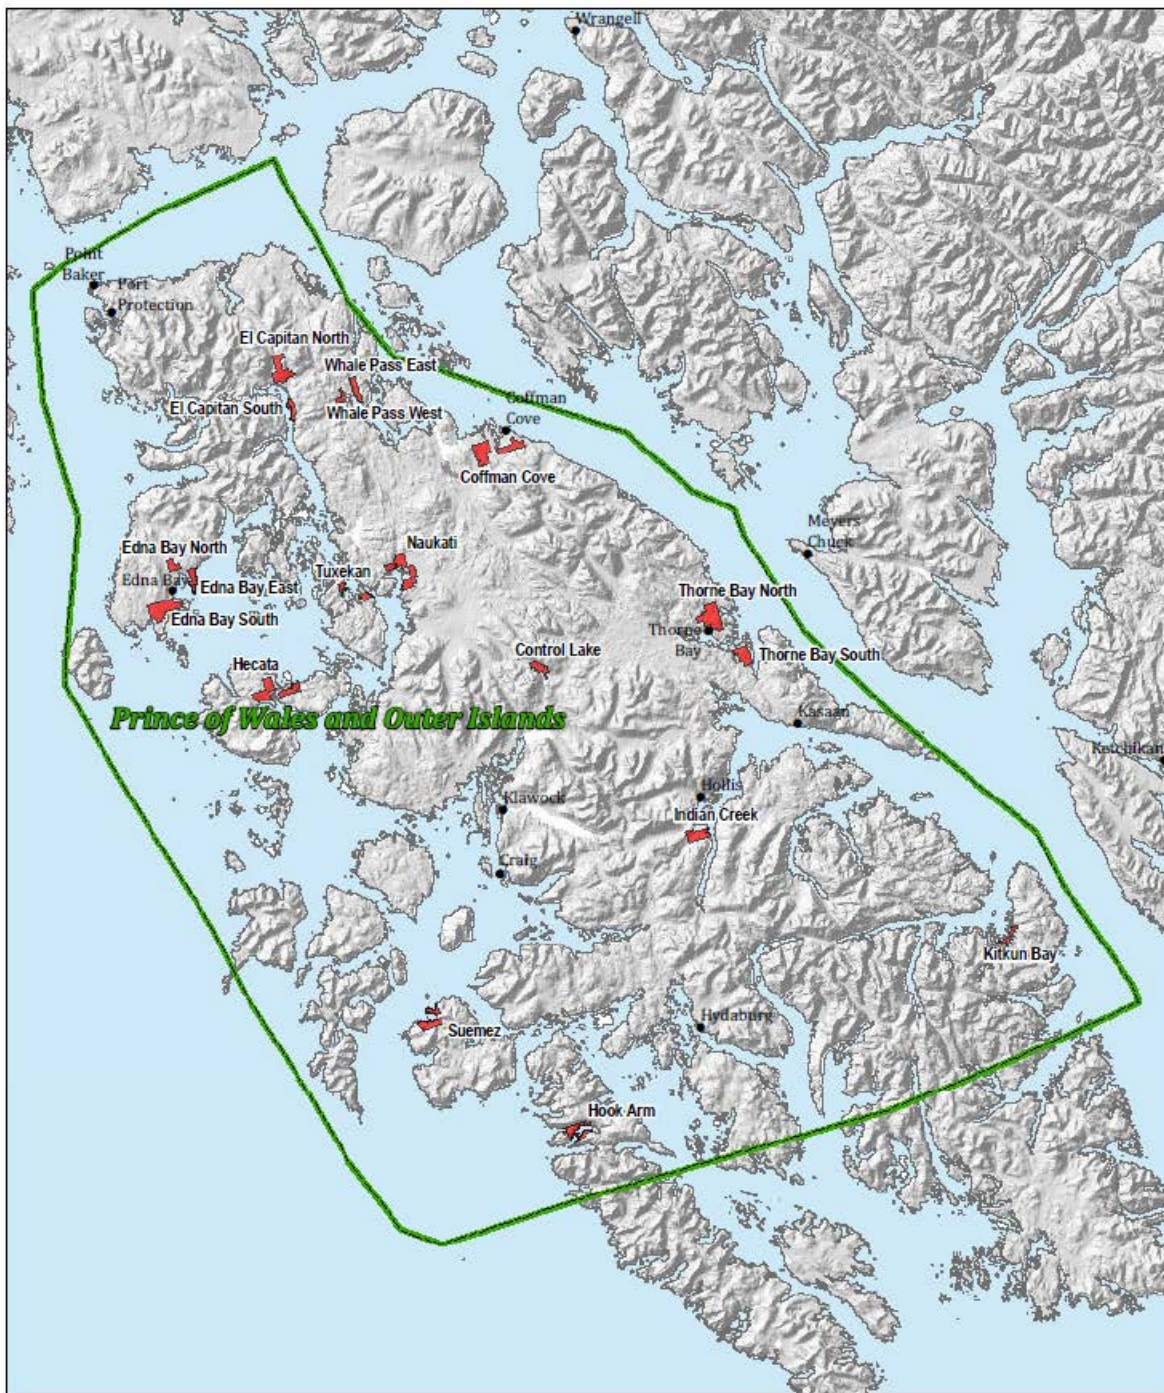 Wrangell
Point
Baker
Port
Protection
El Capitan North
Whale Pass East
El Capitan South
Whale Pass West
Coffman
Cove
Coffman Cove
Meyers
Chuck
Edna Bay North
Naukati
Tuxekan
Edna Bay
Edna Bay East
Edna Bay South
Thorne Bay North
Thorne
Bay
Thorne Bay South
Control Lake
Hecata
Prince of Wales and Outer Islands
Kasaan
Ketchikan
Hollis
Klawock
Indian Creek
Craig
Kitkun Bay
Suemez
Hydaburg
Hook Arm